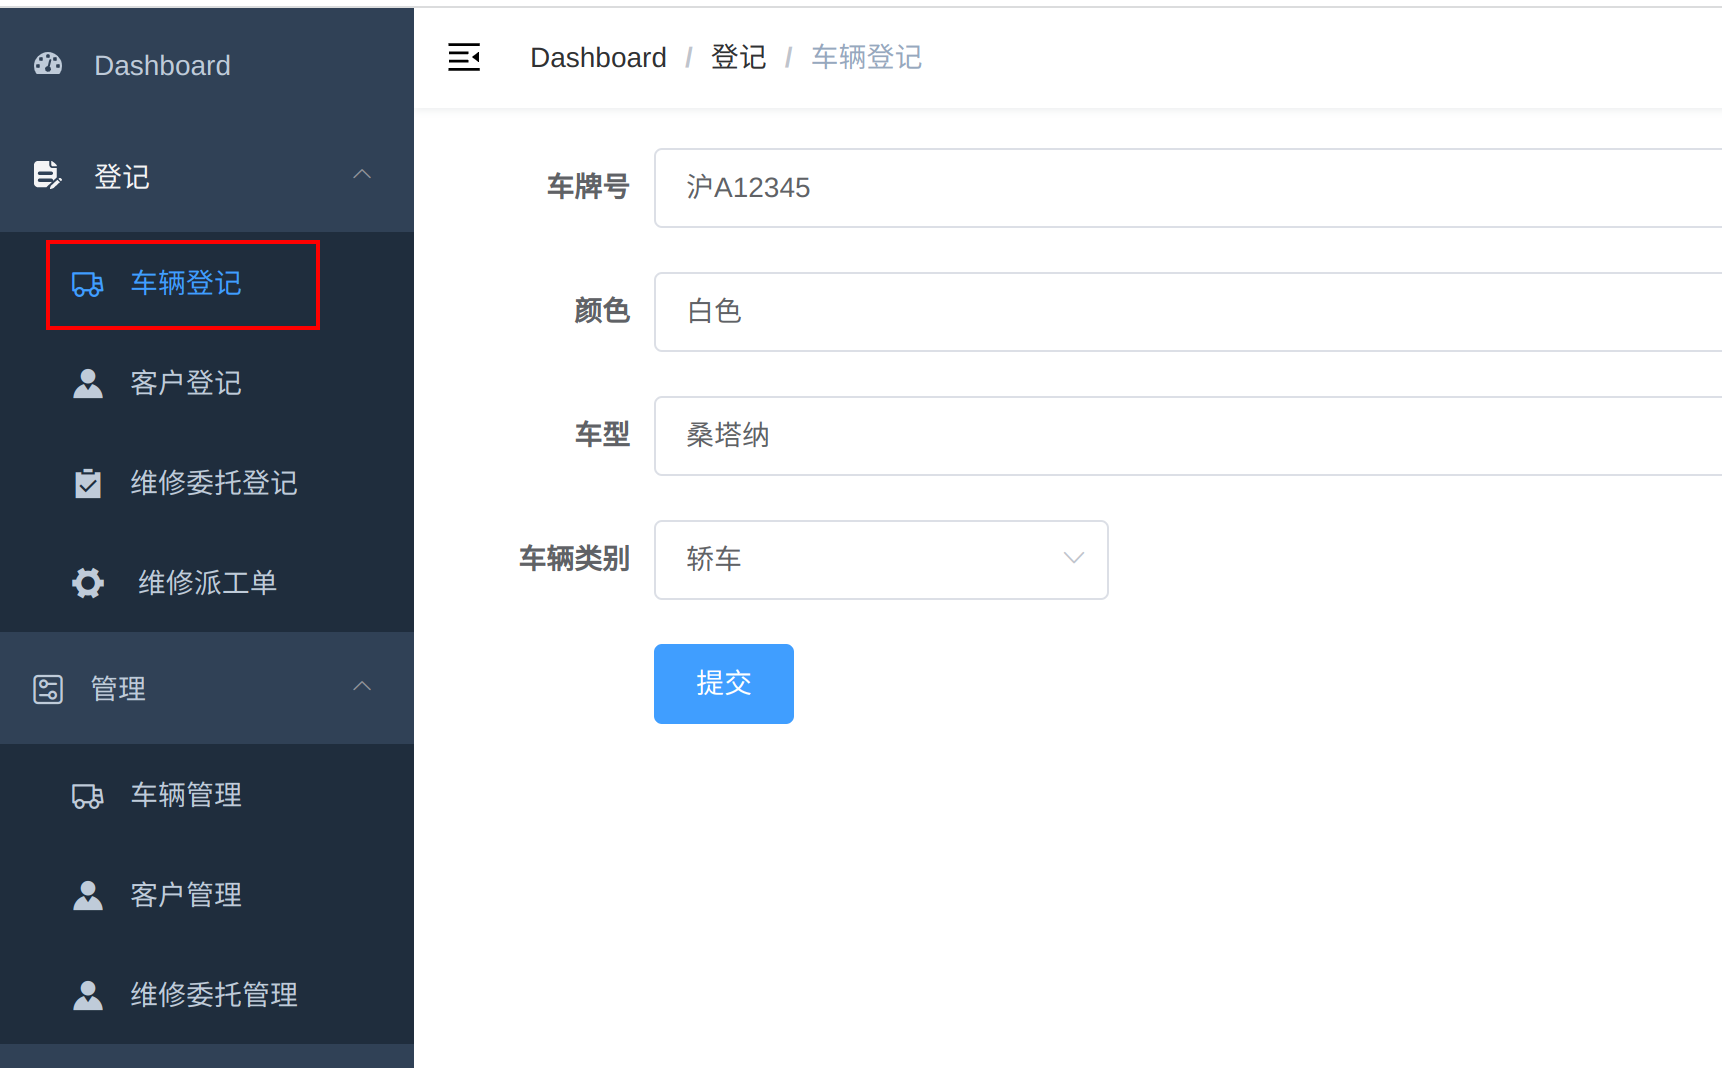 Dashboard
登记
车辆登记
客户登记
维修委托登记
维修派工单
管理
车辆管理
客户管理
维修委托管理
Dashboard / 登记 / 车辆登记
车牌号 沪A12345
颜色 白色
车型 桑塔纳
车辆类别 轿车
提交